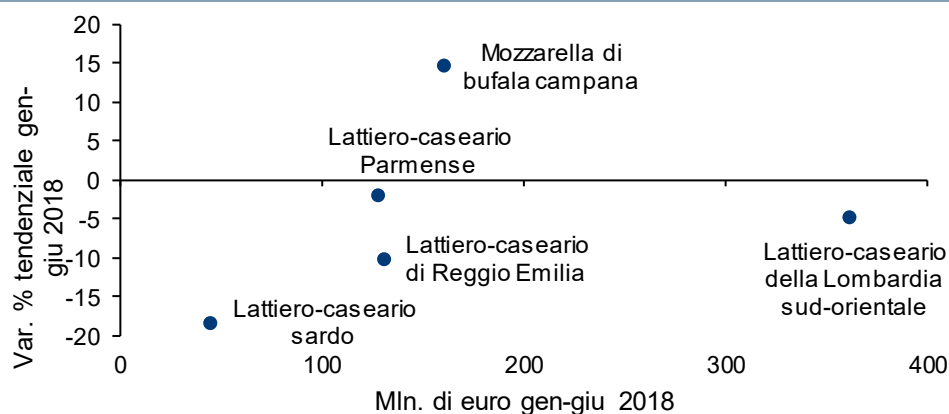 20
15
10
5
0
-5
-10
-15
-20
Var. % tendenziale gen-
giu 2018
Mozzarella di
bufala campana
Lattiero-caseario
Parmense
Lattiero-caseario
di Reggio Emilia
Lattiero-caseario
della Lombardia
sud-orientale
Lattiero-caseario
sardo
0
100
200
300
400
Mln. di euro gen-giu 2018